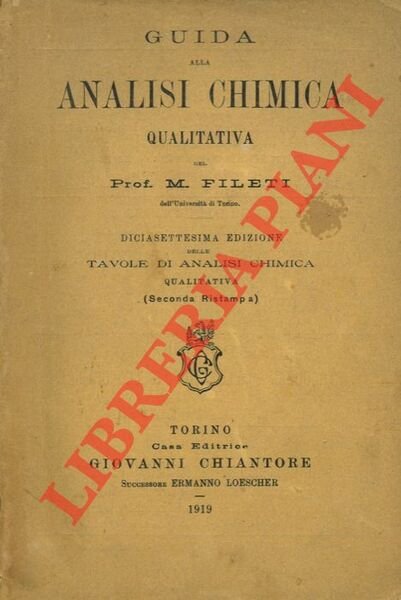 GUIDA
ALLA
ANALISI CHIMICA
QUALITATIVA
DEL
Prof. M. FILETI
dell'Università di Torino.
DICIASETTESIMA EDIZIONE
DELLE
TAVOLE DI ANALISI CHIMICA
QUALITATIVA
(Seconda Ristampa)
TORINO
Casa Editrice
GIOVANNI CHIANTORE
Successore ERMANNO LOESCHER
1919
LIBRERIA PIANI